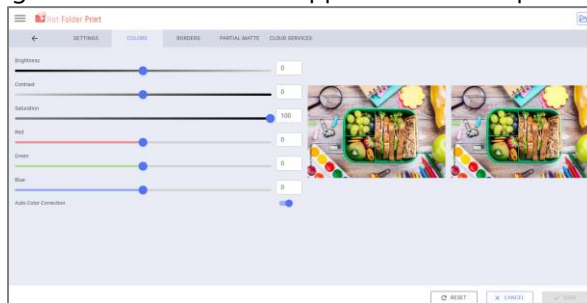 Hot Folder Print
SETTINGS COLORS BORDERS PARTIAL MATTE CLOUD SERVICES
Brightness
0
Contrast
0
Saturation
100
Red
0
Green
0
Blue
0
Auto Color Correction
RESET CANCEL SAVE